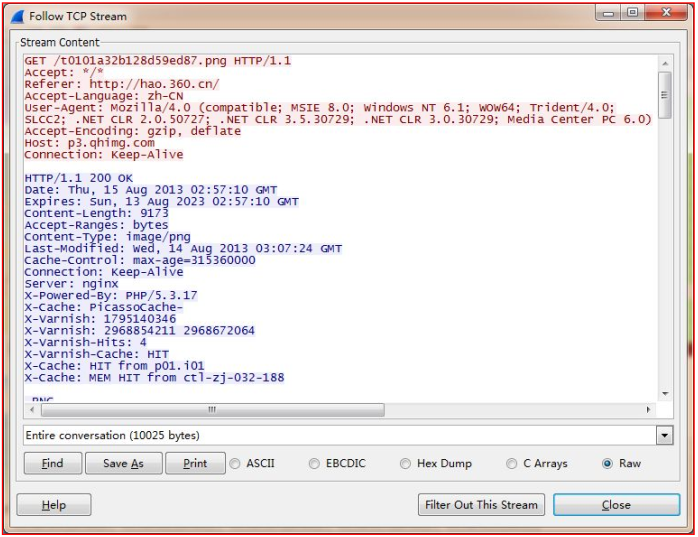 Follow TCP Stream
Stream Content
GET /t0101a32b128d59ed87.png HTTP/1.1
Accept: */*
Referer: http://hao.360.cn/
Accept-Language: zh-CN
User-Agent: Mozilla/4.0 (compatible; MSIE 8.0; Windows NT 6.1; WOW64; Trident/4.0;
SLCC2; .NET CLR 2.0.50727; .NET CLR 3.5.30729; .NET CLR 3.0.30729; Media Center PC 6.0)
Accept-Encoding: gzip, deflate
Host: p3.qhimg.com
Connection: Keep-Alive
HTTP/1.1 200 OK
Date: Thu, 15 Aug 2013 02:57:10 GMT
Expires: Sun, 13 Aug 2023 02:57:10 GMT
Content-Length: 9173
Accept-Ranges: bytes
Content-Type: image/png
Last-Modified: Wed, 14 Aug 2013 03:07:24 GMT
Cache-Control: max-age=315360000
Connection: Keep-Alive
Server: nginx
X-Powered-By: PHP/5.3.17
X-Cache: PicassoCache-
X-Varnish: 1795140346
X-Varnish: 2968854211 2968672064
X-Varnish-Hits: 4
X-Varnish-Cache: HIT
X-Cache: HIT from p01.i01
X-Cache: MEM HIT from ctl-zj-032-188
.PNG
Entire conversation (10025 bytes)
Find Save As Print ASCII EBCDIC Hex Dump C Arrays Raw
Help Filter Out This Stream Close